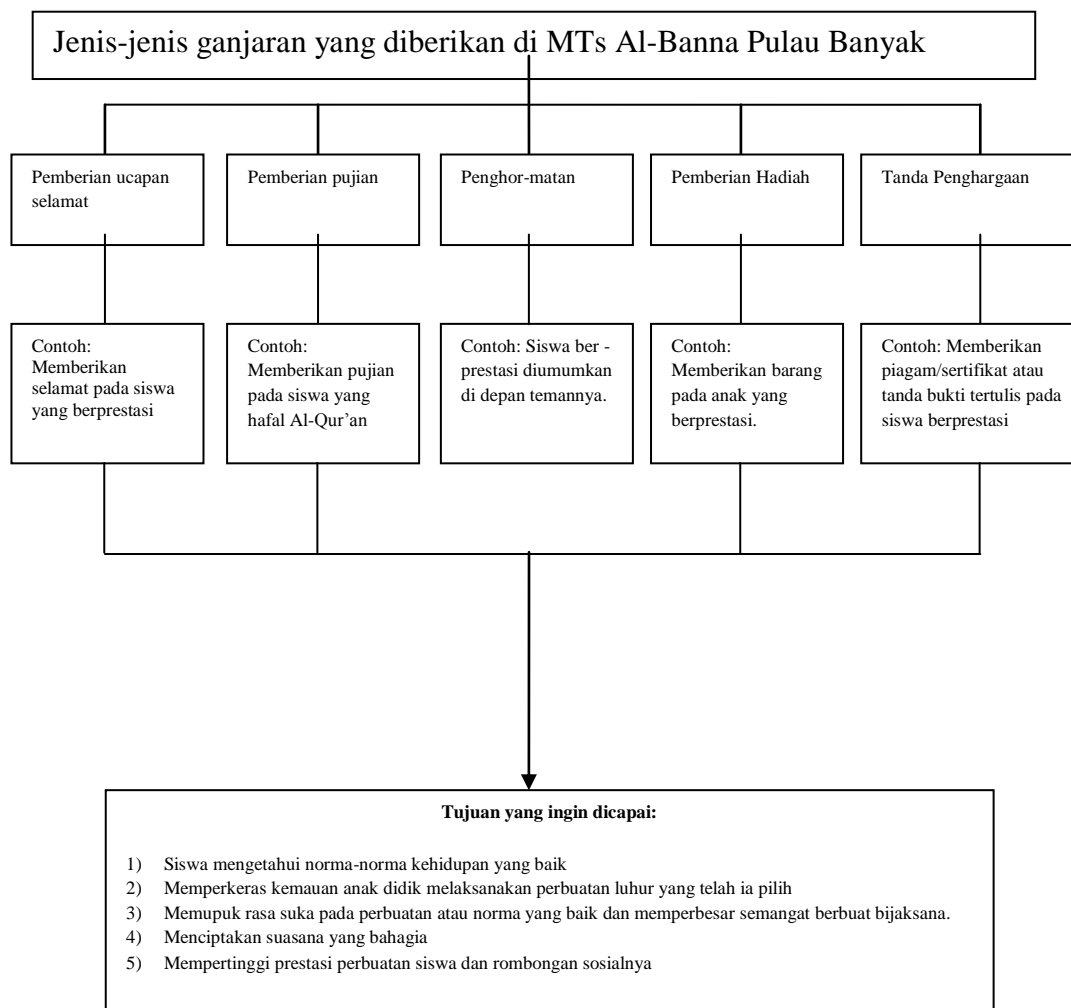 Jenis-jenis ganjaran yang diberikan di MTs Al-Banna Pulau Banyak
Pemberian ucapan
selamat
Pemberian pujian
Penghor-matan
Pemberian Hadiah
Tanda Penghargaan
Contoh:
Memberikan
selamat pada siswa
yang berprestasi
Contoh:
Memberikan pujian
pada siswa yang
hafal Al-Qur’an
Contoh: Siswa ber -
prestasi diumumkan
di depan temannya.
Contoh:
Memberikan barang
pada anak yang
berprestasi.
Contoh: Memberikan
piagam/sertifikat atau
tanda bukti tertulis pada
siswa berprestasi
Tujuan yang ingin dicapai:
1) Siswa mengetahui norma-norma kehidupan yang baik
2) Memperkeras kemauan anak didik melaksanakan perbuatan luhur yang telah ia pilih
3) Memupuk rasa suka pada perbuatan atau norma yang baik dan memperbesar semangat berbuat bijaksana.
4) Menciptakan suasana yang bahagia
5) Mempertinggi prestasi perbuatan siswa dan rombongan sosialnya